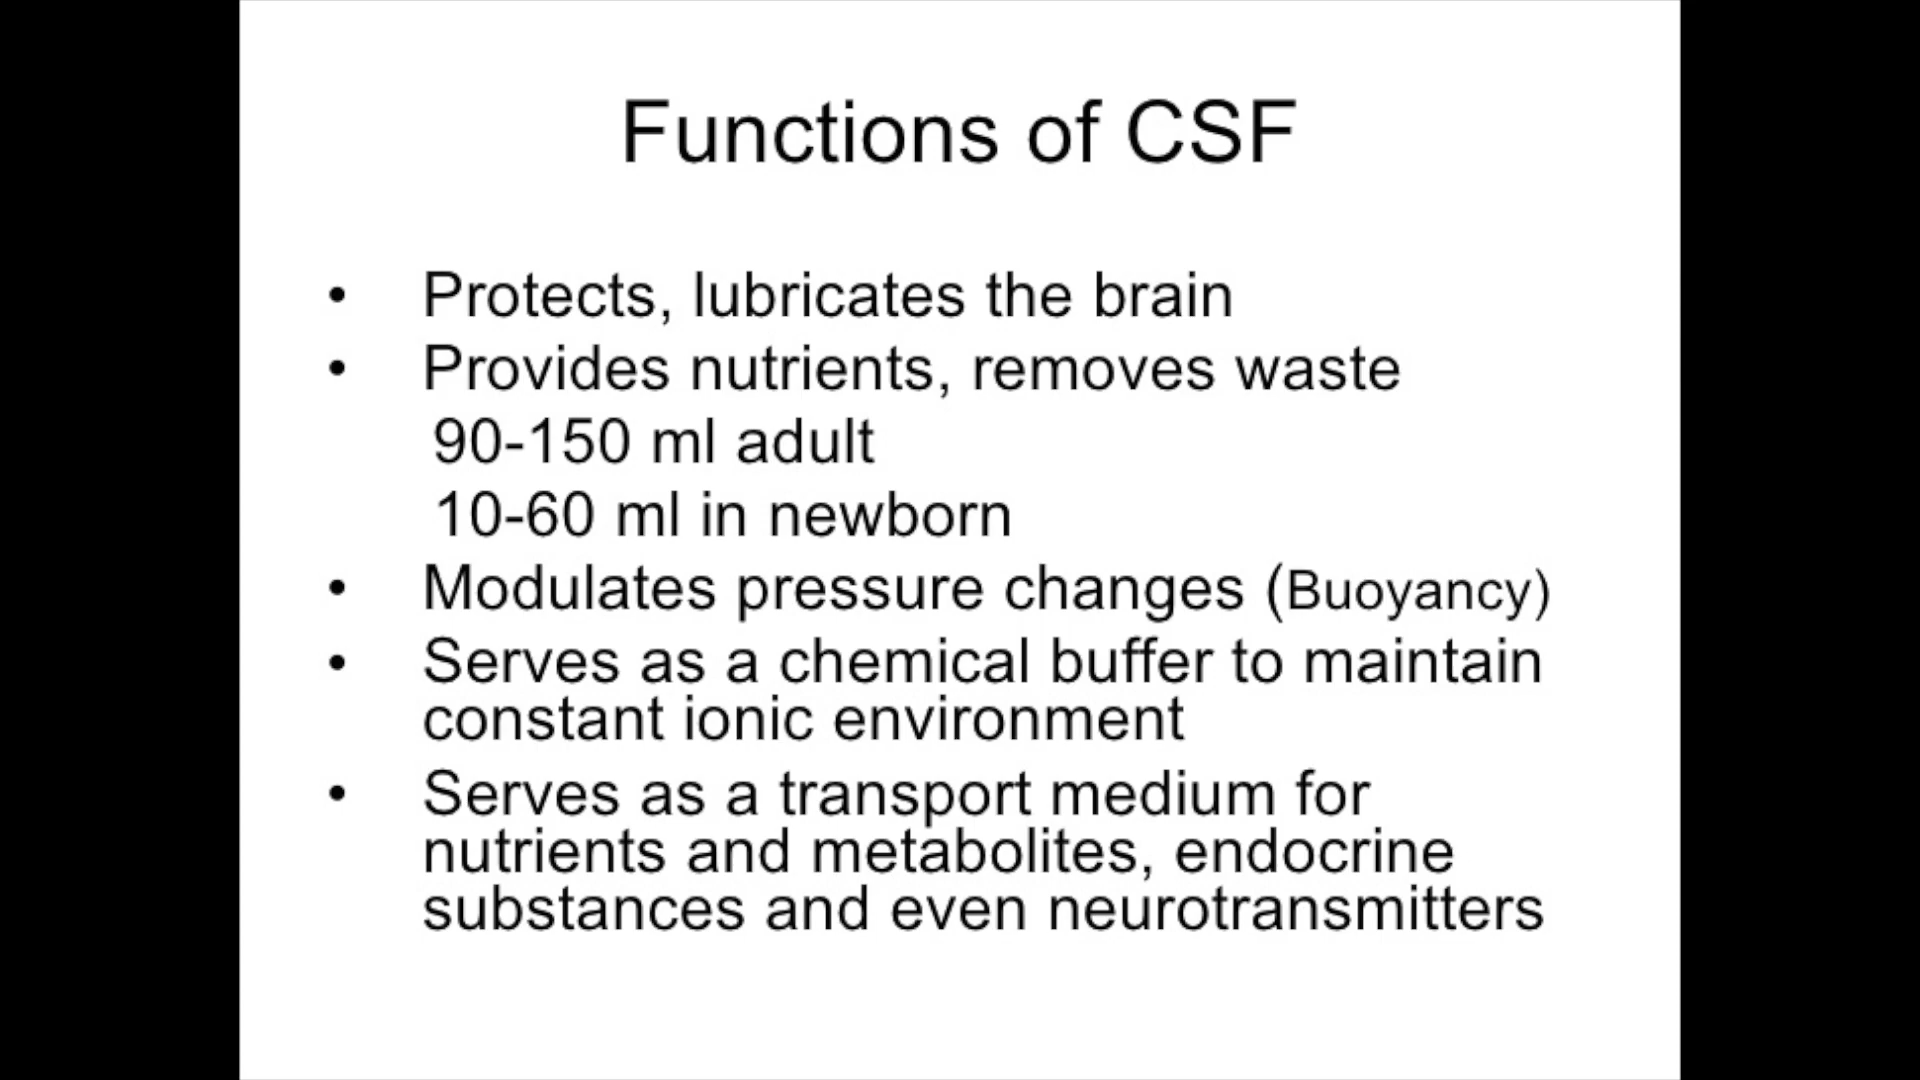 Functions of CSF
• Protects, lubricates the brain
• Provides nutrients, removes waste
90-150 ml adult
10-60 ml in newborn
• Modulates pressure changes (Buoyancy)
• Serves as a chemical buffer to maintain
constant ionic environment
• Serves as a transport medium for
nutrients and metabolites, endocrine
substances and even neurotransmitters